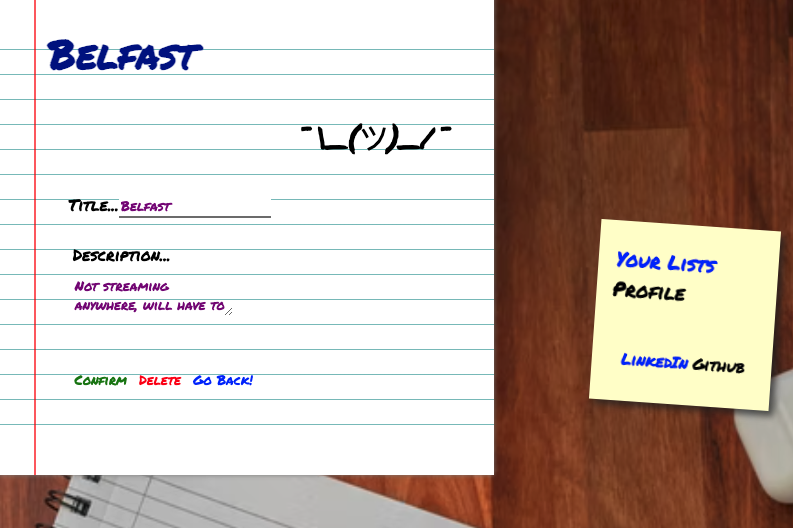 Belfast
¯\_(ツ)_/¯
Title... Belfast
Description...
Not streaming
anywhere, will have to
Confirm Delete Go Back!
Your Lists
Profile
LinkedIn Github